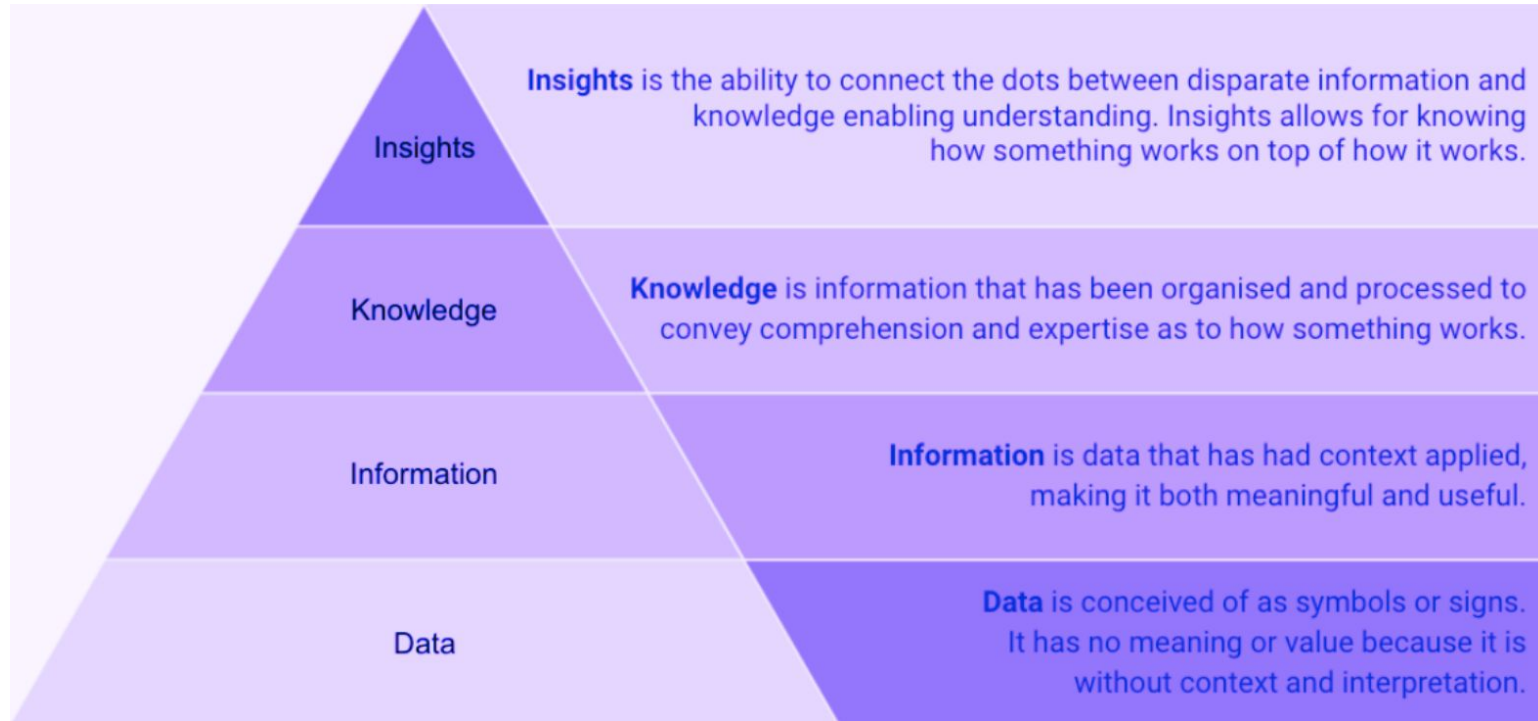 Insights
Insights is the ability to connect the dots between disparate information and
knowledge enabling understanding. Insights allows for knowing
how something works on top of how it works.
Knowledge
Knowledge is information that has been organised and processed to
convey comprehension and expertise as to how something works.
Information
Information is data that has had context applied,
making it both meaningful and useful.
Data
Data is conceived of as symbols or signs.
It has no meaning or value because it is
without context and interpretation.